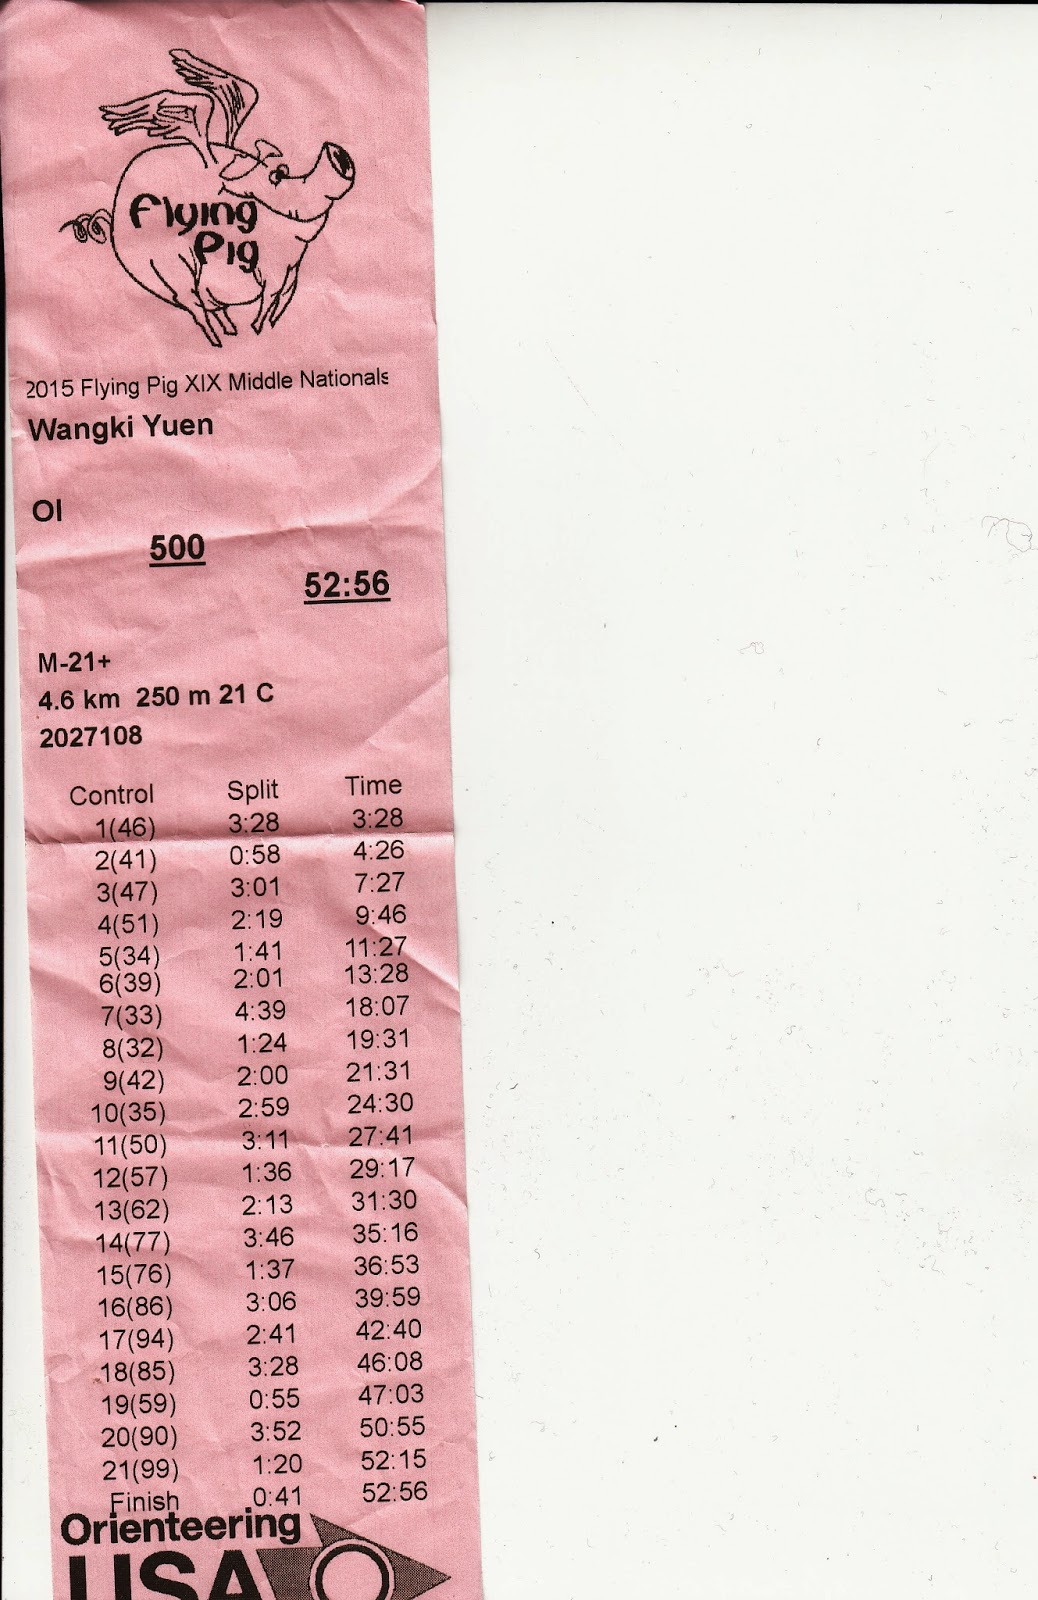 Flying
Pig
2015 Flying Pig XIX Middle Nationals
Wangki Yuen
OI
500
52:56
M-21+
4.6 km 250 m 21 C
2027108
Control Split Time
1(46) 3:28 3:28
2(41) 0:58 4:26
3(47) 3:01 7:27
4(51) 2:19 9:46
5(34) 1:41 11:27
6(39) 2:01 13:28
7(33) 4:39 18:07
8(32) 1:24 19:31
9(42) 2:00 21:31
10(35) 2:59 24:30
11(50) 3:11 27:41
12(57) 1:36 29:17
13(62) 2:13 31:30
14(77) 3:46 35:16
15(76) 1:37 36:53
16(86) 3:06 39:59
17(94) 2:41 42:40
18(85) 3:28 46:08
19(59) 0:55 47:03
20(90) 3:52 50:55
21(99) 1:20 52:15
Finish 0:41 52:56
Orienteering
USA